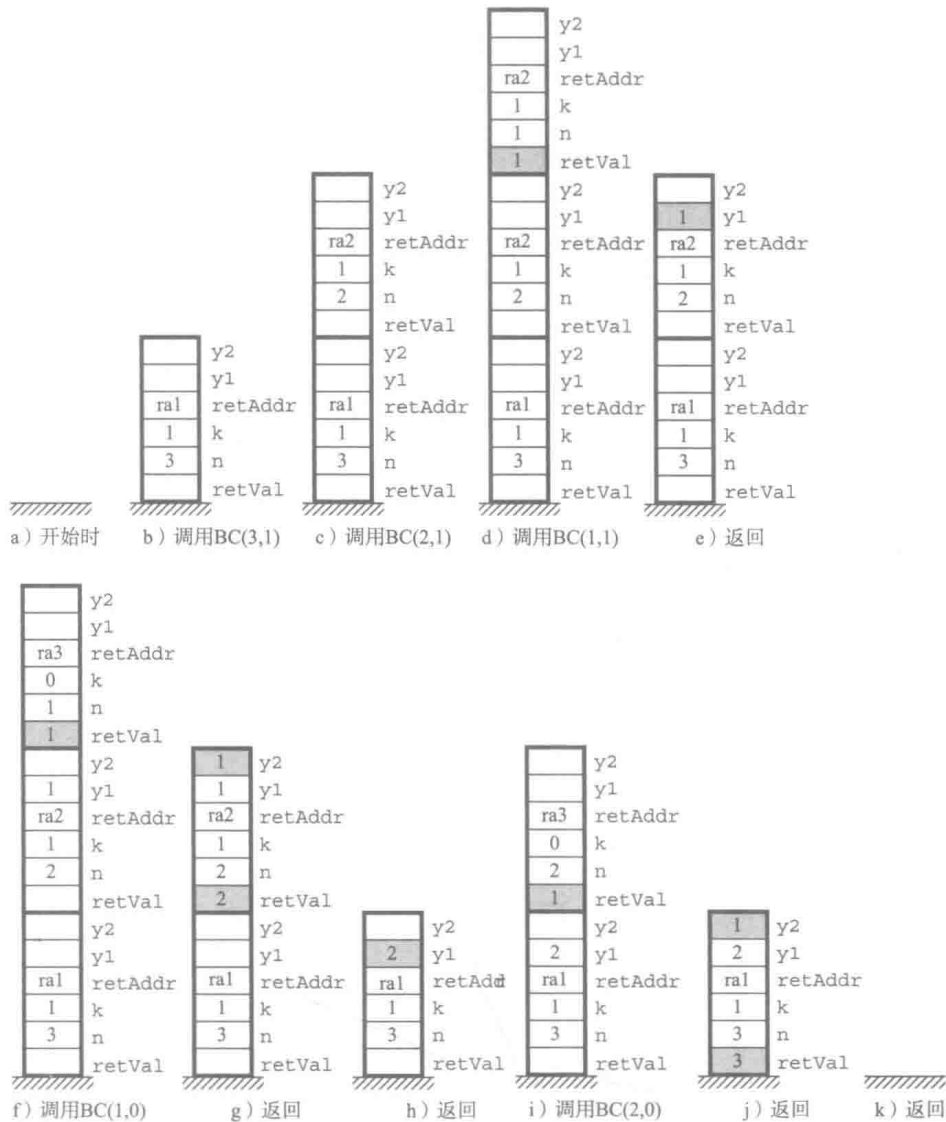 a）开始时
y2
y1
ra1 retAddr
1 k
3 n
retVal
b）调用BC(3,1)
y2
y1
ra2 retAddr
1 k
2 n
retVal
y2
y1
ra1 retAddr
1 k
3 n
retVal
c）调用BC(2,1)
y2
y1
ra2 retAddr
1 k
1 n
1 retVal
y2
y1
ra2 retAddr
1 k
2 n
retVal
y2
y1
ra1 retAddr
1 k
3 n
retVal
d）调用BC(1,1)
y2
1 y1
ra2 retAddr
1 k
2 n
retVal
y2
y1
ra1 retAddr
1 k
3 n
retVal
e）返回
y2
y1
ra3 retAddr
0 k
1 n
1 retVal
y2
1 y1
ra2 retAddr
1 k
2 n
retVal
y2
y1
ra1 retAddr
1 k
3 n
retVal
f）调用BC(1,0)
1 y2
1 y1
ra2 retAddr
1 k
2 n
2 retVal
y2
y1
ra1 retAddr
1 k
3 n
retVal
g）返回
y2
2 y1
ra1 retAddr
1 k
3 n
retVal
h）返回
y2
y1
ra3 retAddr
0 k
2 n
1 retVal
y2
2 y1
ra1 retAddr
1 k
3 n
retVal
i）调用BC(2,0)
1 y2
2 y1
ra1 retAddr
1 k
3 n
3 retVal
j）返回
k）返回